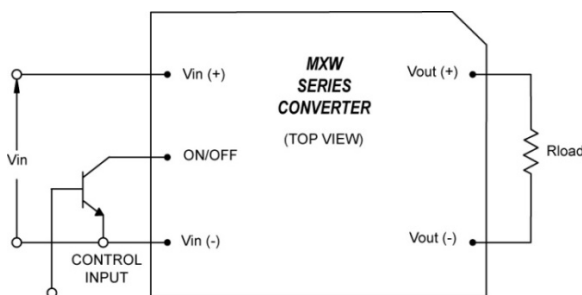 MXW
SERIES
CONVERTER
(TOP VIEW)
Vin (+)
Vout (+)
Vin
ON/OFF
Rload
Vin (-)
Vout (-)
CONTROL
INPUT